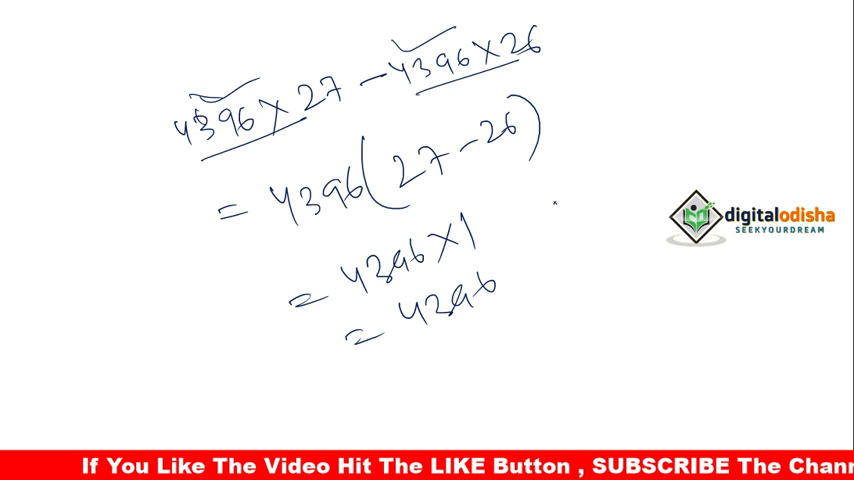 4396 × 27 - 4396 × 26
= 4396 ( 27 - 26 )
= 4396 × 1
= 4396
digitalodisha
SEEKYOURDREAM
If You Like The Video Hit The LIKE Button , SUBSCRIBE The Chann